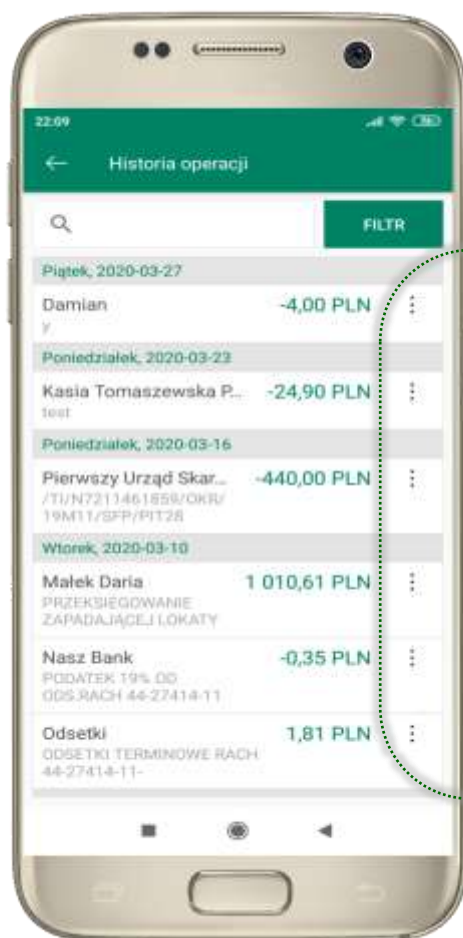 22:09
Historia operacji
FILTR
Piątek, 2020-03-27
Damian -4,00 PLN
y
Poniedziałek, 2020-03-23
Kasia Tomaszewska P... -24,90 PLN
test
Poniedziałek, 2020-03-16
Pierwszy Urząd Skar... -440,00 PLN
/TI/N7211461859/OKR/
19M11/SFP/PIT28
Wtorek, 2020-03-10
Małek Daria 1 010,61 PLN
PRZEKSIĘGOWANIE
ZAPADAJĄCEJ LOKATY
Nasz Bank -0,35 PLN
PODATEK 19% OD
ODS.RACH 44-27414-11
Odsetki 1,81 PLN
ODSETKI TERMINOWE RACH
44-27414-11-